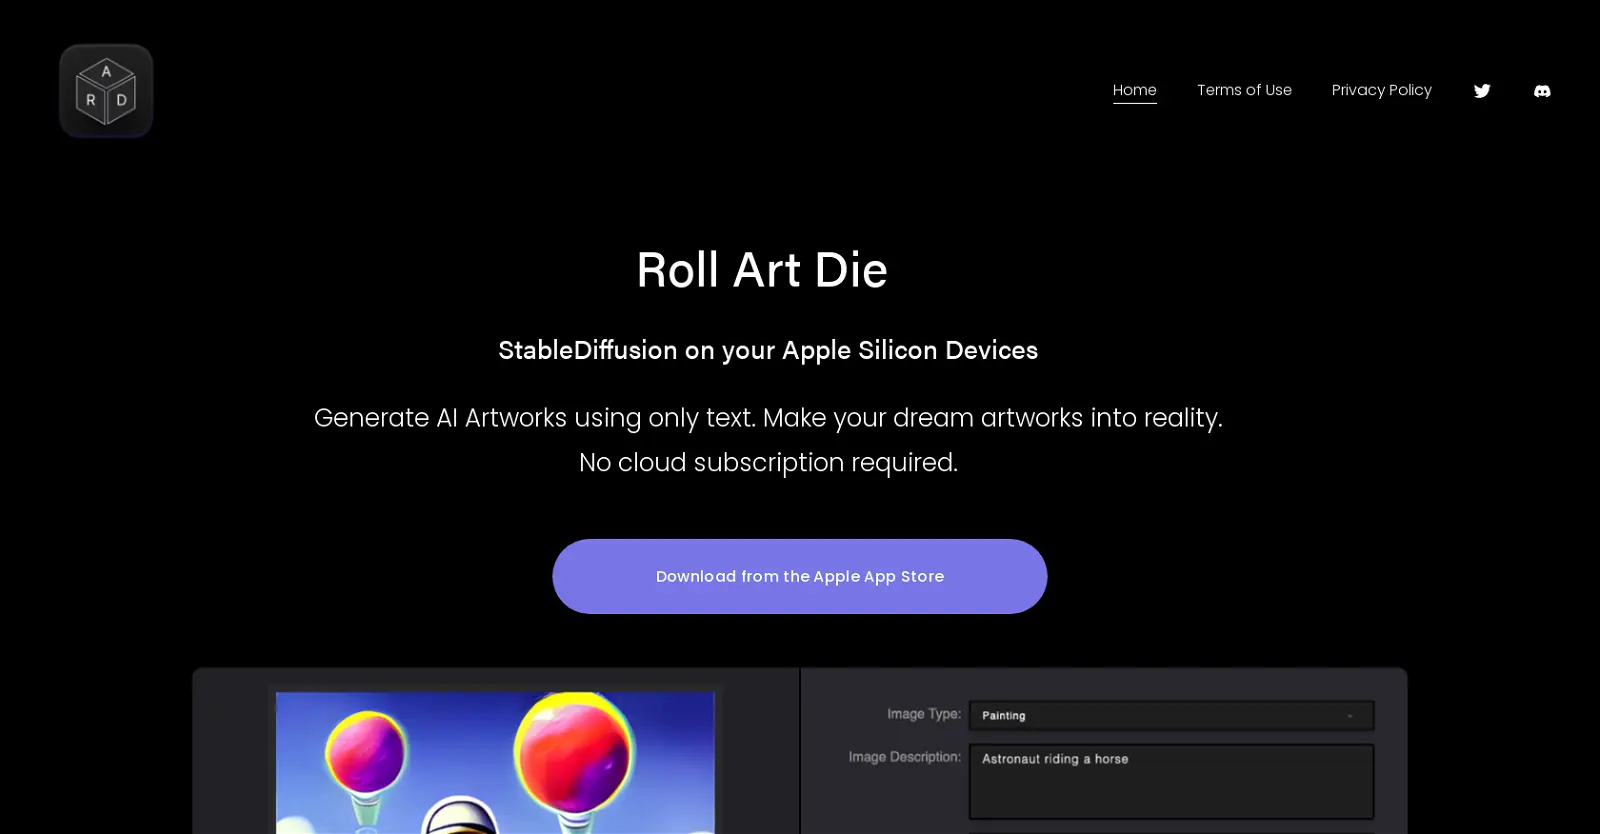 A
R D
Home Terms of Use Privacy Policy
Roll Art Die
StableDiffusion on your Apple Silicon Devices
Generate AI Artworks using only text. Make your dream artworks into reality.
No cloud subscription required.
Download from the Apple App Store
Image Type: Painting
Image Description: Astronaut riding a horse